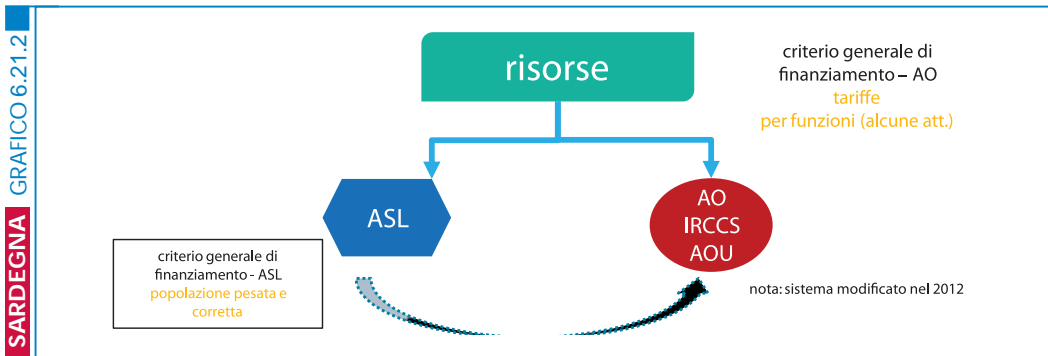 SARDEGNA GRAFICO 6.21.2
risorse
criterio generale di
finanziamento – AO
tariffe
per funzioni (alcune att.)
ASL
AO
IRCCS
AOU
criterio generale di
finanziamento - ASL
popolazione pesata e
corretta
nota: sistema modificato nel 2012